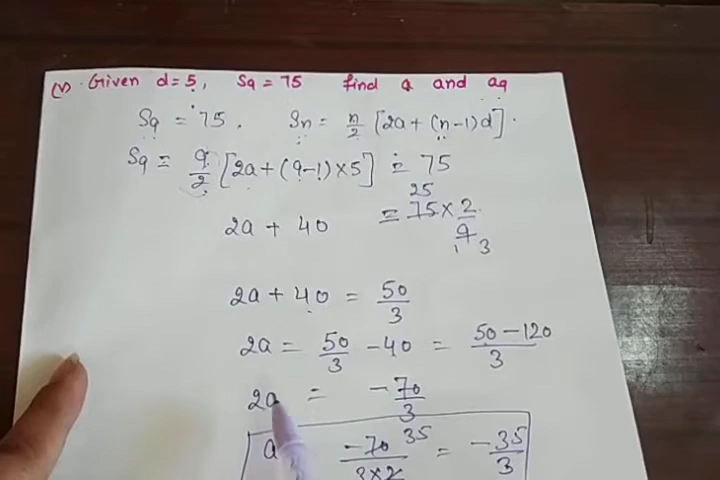 (v) Given d=5, S9 = 75 find a and a9
S9 = 75. Sn = n/2 [2a+(n-1)d].
S9 = 9/2 [2a+(9-1)×5] = 75
25
2a + 40 = 75 × 2/9
1 3
2a + 40 = 50/3
2a = 50/3 - 40 = 50-120/3
2a = -70/3
a -70 35/3×2 = -35/3